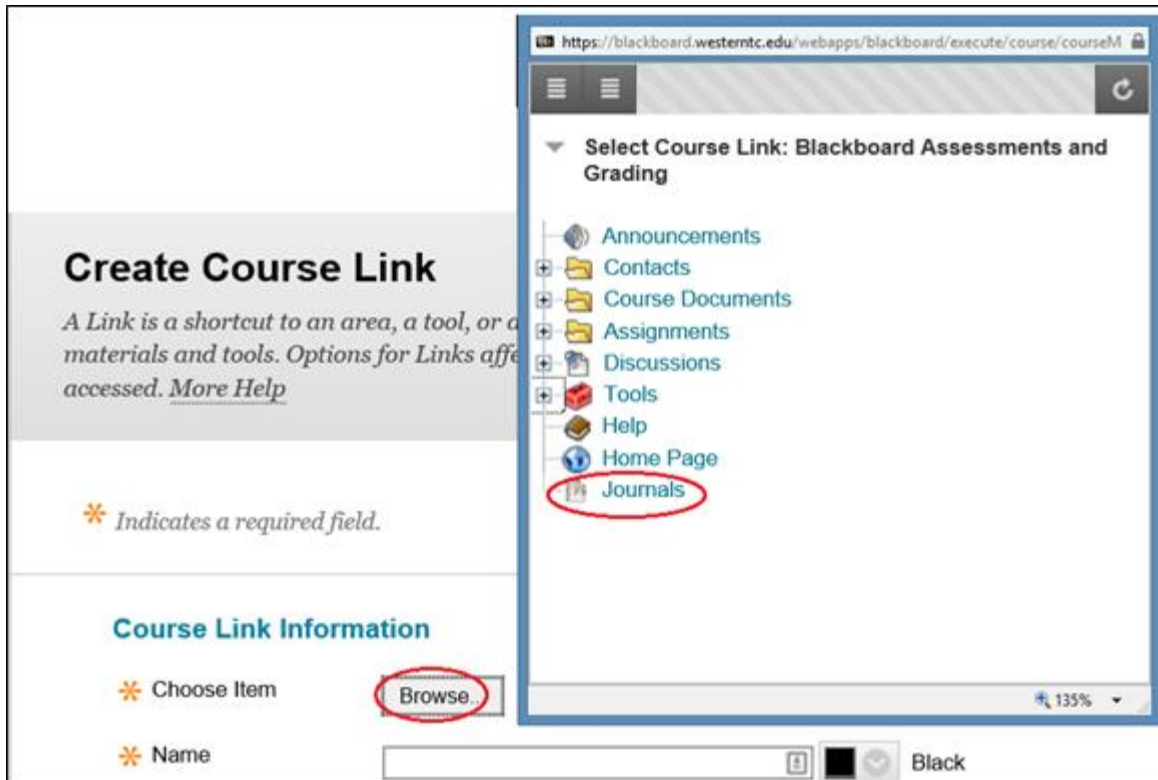 https://blackboard.westerntc.edu/webapps/blackboard/execute/course/courseM
Select Course Link: Blackboard Assessments and
Grading
Announcements
Contacts
Course Documents
Assignments
Discussions
Tools
Help
Home Page
Journals
135%
Create Course Link
A Link is a shortcut to an area, a tool, or a
materials and tools. Options for Links affe
accessed. More Help
* Indicates a required field.
Course Link Information
* Choose Item Browse..
* Name Black